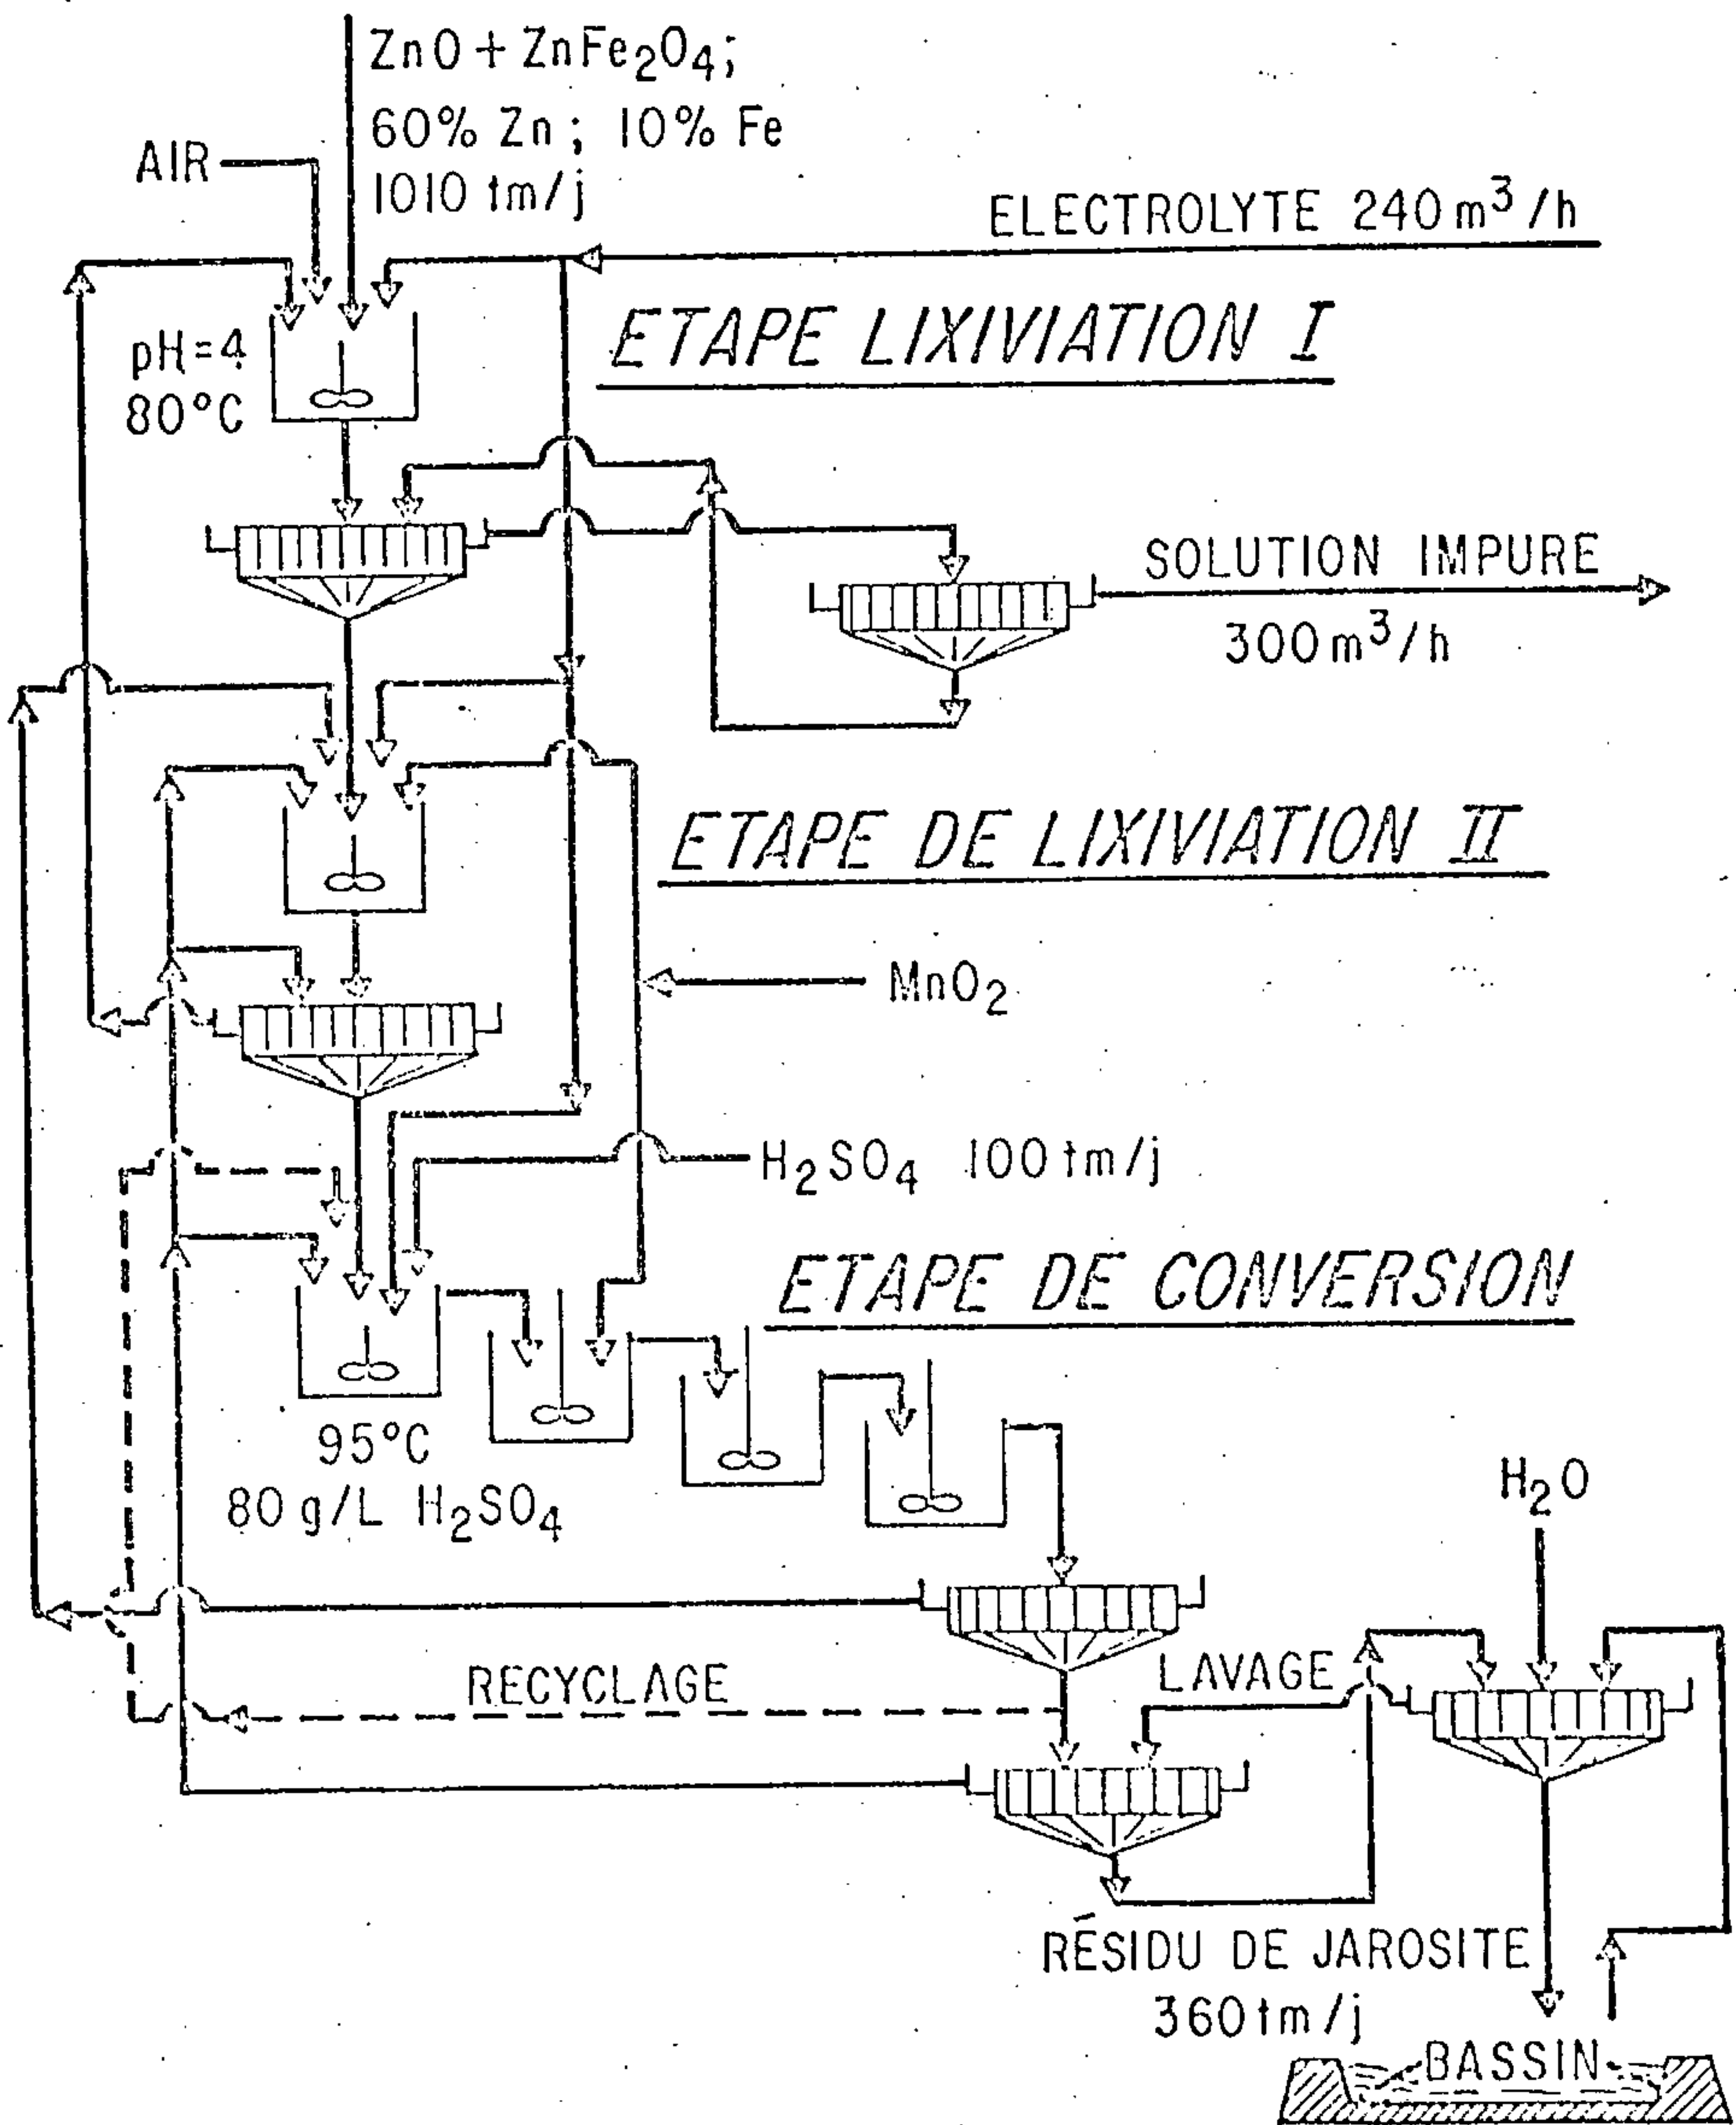 ZnO + ZnFe₂O₄;
60% Zn; 10% Fe
1010 tm/j
AIR
ELECTROLYTE 240 m³/h
ETAPE LIXIVIATION I
pH=4
80°C
SOLUTION IMPURE
300 m³/h
ETAPE DE LIXIVIATION II
MnO₂
H₂SO₄ 100 tm/j
ETAPE DE CONVERSION
95°C
80 g/L H₂SO₄
H₂O
RECYCLAGE
LAVAGE
RÉSIDU DE JAROSITE
360 tm/j
BASSIN